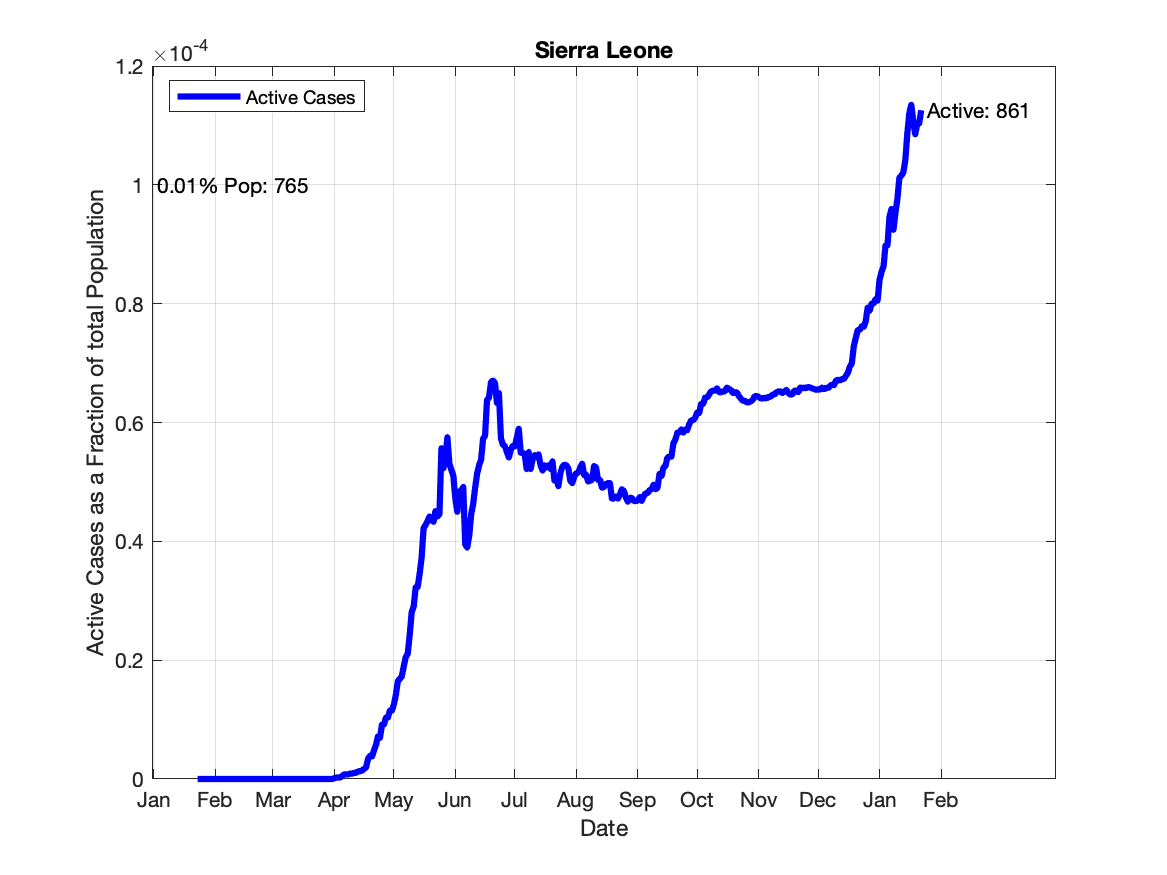 Sierra Leone
×10⁻⁴
1.2
1
0.8
0.6
0.4
0.2
0
Active Cases
0.01% Pop: 765
Active: 861
Active Cases as a Fraction of total Population
Jan Feb Mar Apr May Jun Jul Aug Sep Oct Nov Dec Jan Feb
Date